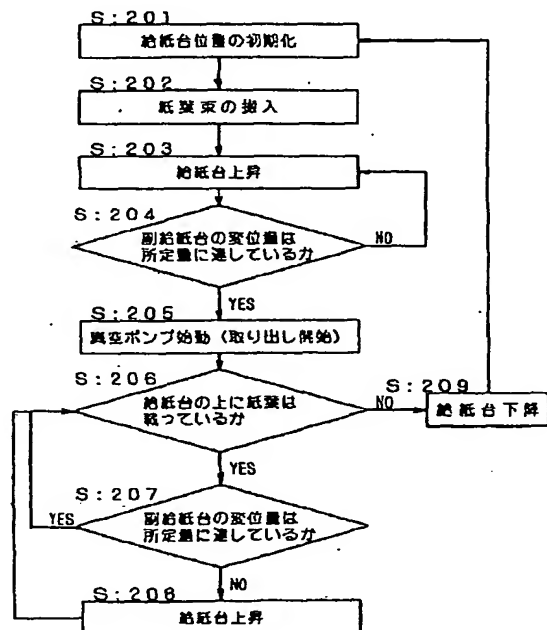 S:201
給紙台位置の初期化
S:202
紙葉束の搬入
S:203
給紙台上昇
S:204
副給紙台の変位量は
所定量に達しているか
NO
YES
S:205
真空ポンプ始動(取り出し開始)
S:206
給紙台の上に紙葉は
残っているか
NO
S:209
給紙台下降
YES
S:207
副給紙台の変位量は
所定量に達しているか
YES
NO
S:208
給紙台上昇